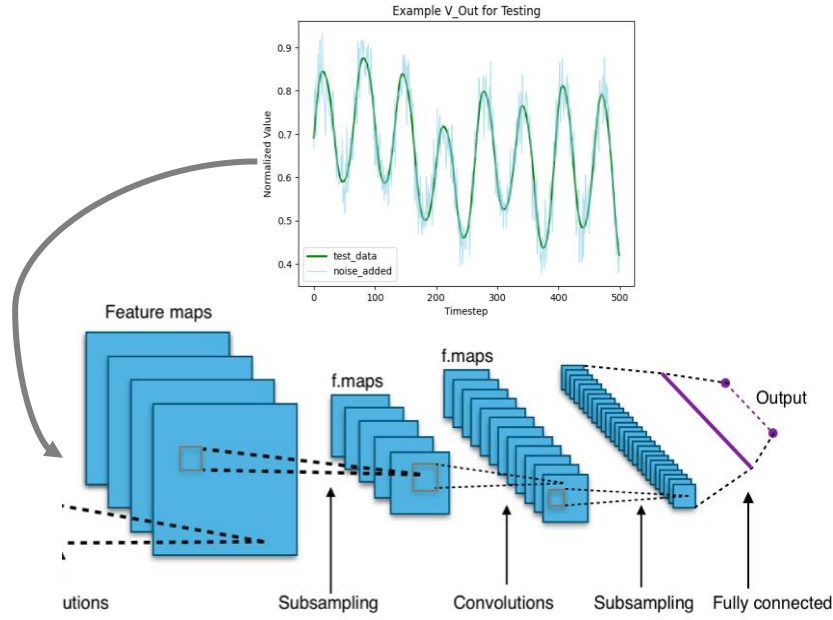 Example V_Out for Testing
0.9
0.8
0.7
0.6
0.5
0.4
Normalized Value
test_data
noise_added
0 100 200 300 400 500
Timestep
Feature maps
f.maps
f.maps
Output
utions Subsampling Convolutions Subsampling Fully connected